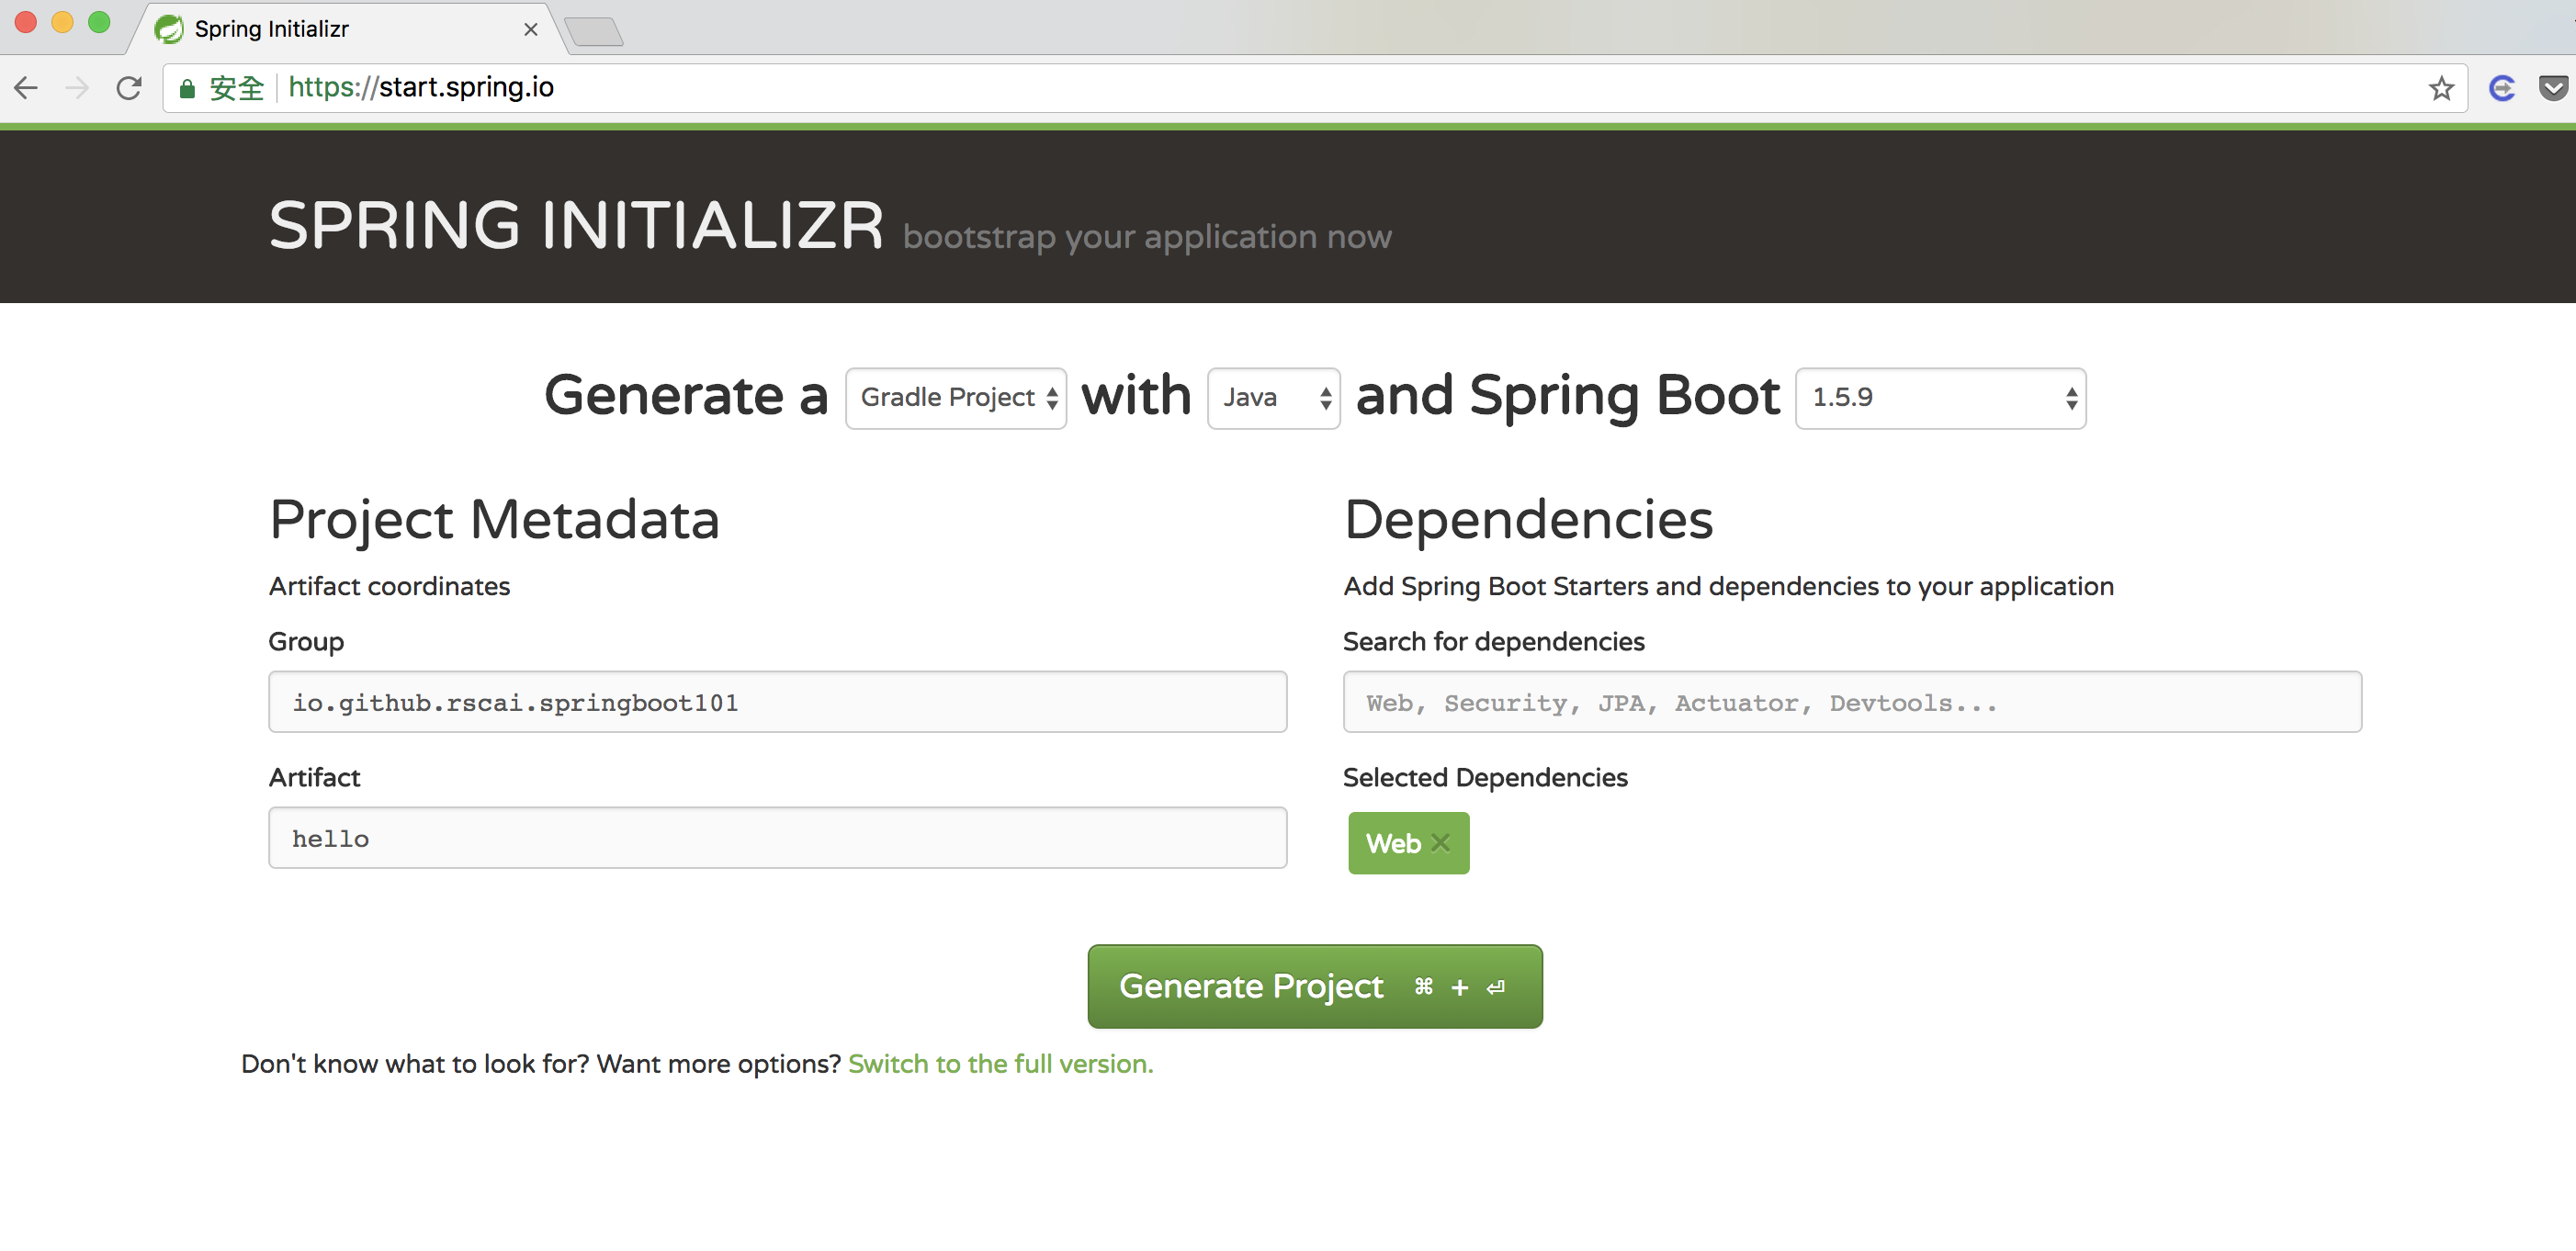 Spring Initializr
安全 https://start.spring.io
SPRING INITIALIZR bootstrap your application now
Generate a Gradle Project with Java and Spring Boot 1.5.9
Project Metadata
Artifact coordinates
Group
io.github.rscai.springboot101
Artifact
hello
Dependencies
Add Spring Boot Starters and dependencies to your application
Search for dependencies
Web, Security, JPA, Actuator, Devtools...
Selected Dependencies
Web
Generate Project ⌘ + ⏎
Don't know what to look for? Want more options? Switch to the full version.